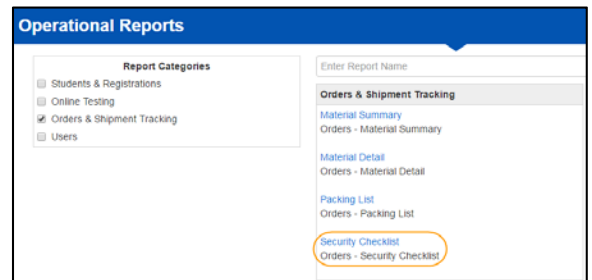 Operational Reports
Report Categories
Students & Registrations
Online Testing
Orders & Shipment Tracking
Users
Enter Report Name
Orders & Shipment Tracking
Material Summary
Orders - Material Summary
Material Detail
Orders - Material Detail
Packing List
Orders - Packing List
Security Checklist
Orders - Security Checklist